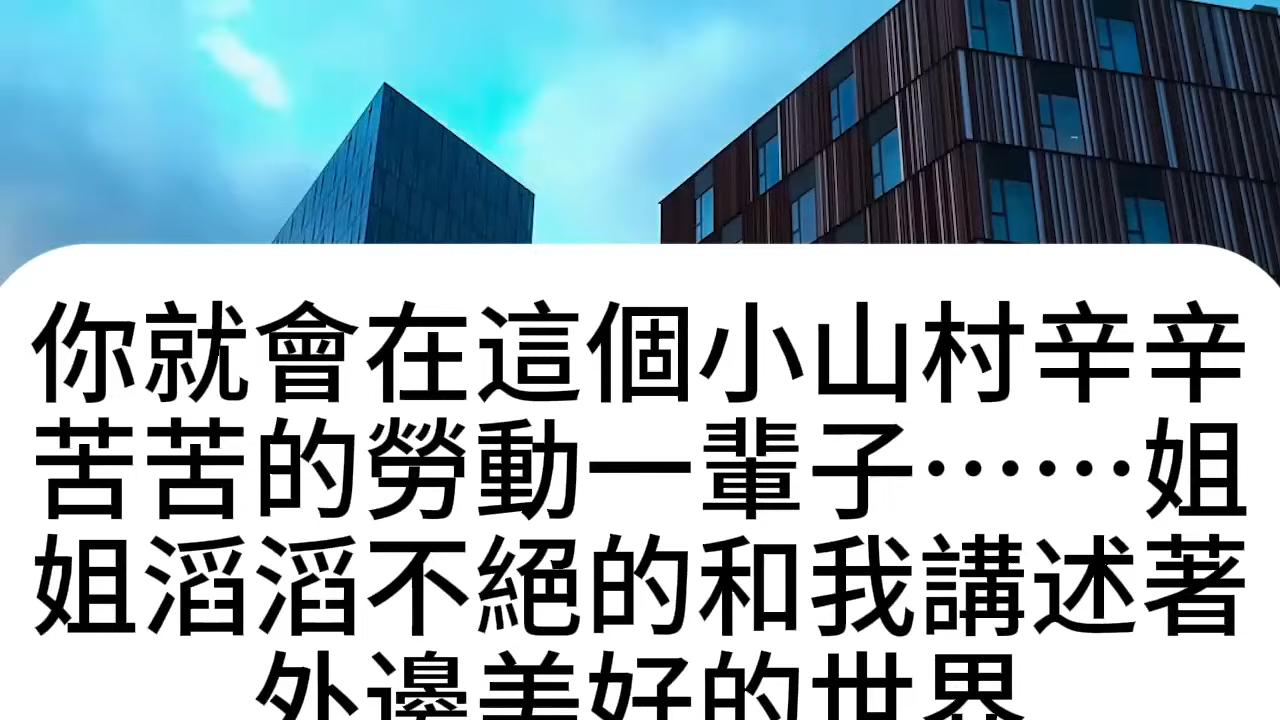 你就會在這個小山村辛辛
苦苦的勞動一輩子……姐
姐滔滔不絕的和我講述著
外邊美好的世界